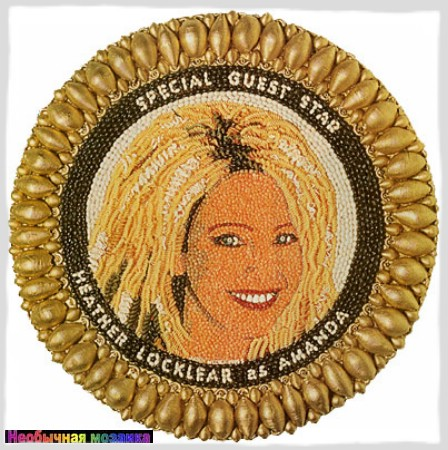 SPECIAL GUEST STAR
HEATHER LOCKLEAR as AMANDA
Необычная мозаика